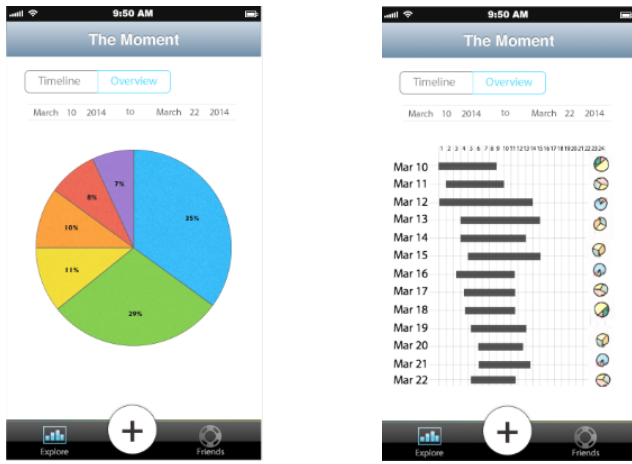 9:50 AM
The Moment
Timeline Overview
March 10 2014 to March 22 2014
7%
35%
8%
10%
11%
29%
Explore + Friends
9:50 AM
The Moment
Timeline Overview
March 10 2014 to March 22 2014
1 2 3 4 5 6 7 8 9 10 11 12 13 14 15 16 17 18 19 20 21 22 23 24
Mar 10
Mar 11
Mar 12
Mar 13
Mar 14
Mar 15
Mar 16
Mar 17
Mar 18
Mar 19
Mar 20
Mar 21
Mar 22
Explore + Friends